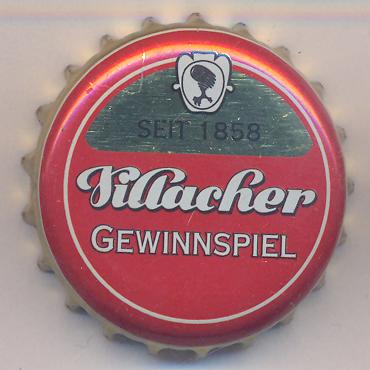 SEIT 1858
Villacher
GEWINNSPIEL